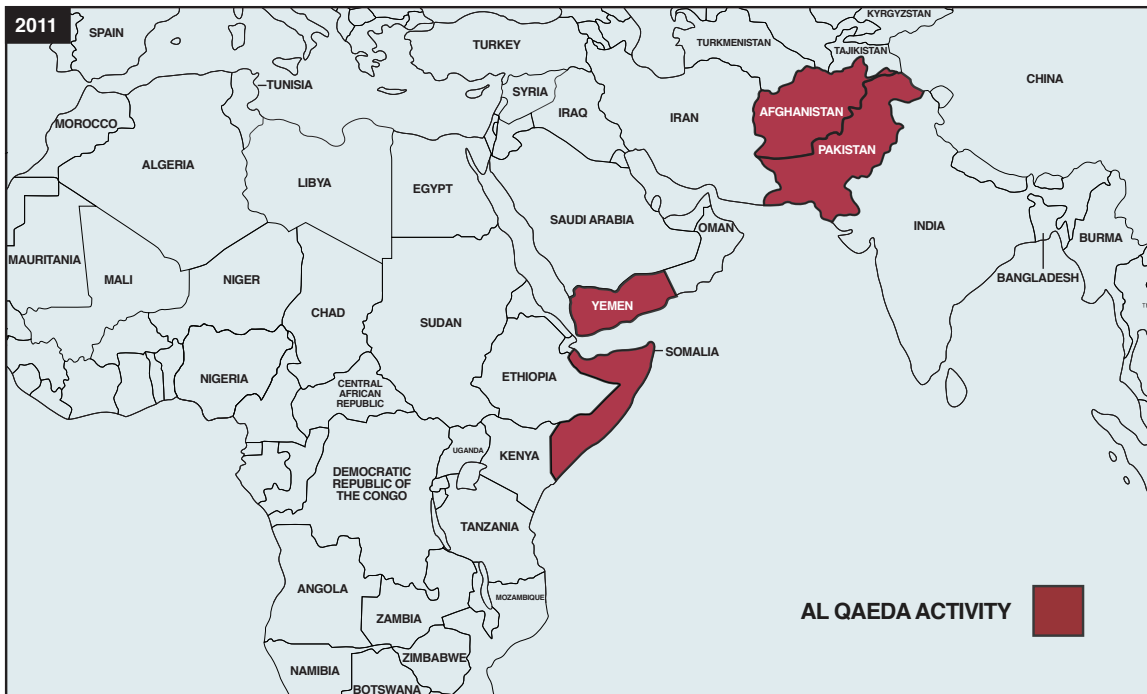 2011
SPAIN
TURKEY
TURKMENISTAN
KYRGYZSTAN
TAJIKISTAN
CHINA
TUNISIA
SYRIA
IRAQ
IRAN
AFGHANISTAN
PAKISTAN
MOROCCO
ALGERIA
LIBYA
EGYPT
SAUDI ARABIA
OMAN
INDIA
BURMA
BANGLADESH
MAURITANIA
MALI
NIGER
CHAD
SUDAN
YEMEN
SOMALIA
NIGERIA
CENTRAL
AFRICAN
REPUBLIC
ETHIOPIA
UGANDA
KENYA
DEMOCRATIC
REPUBLIC OF
THE CONGO
TANZANIA
ANGOLA
ZAMBIA
MOZAMBIQUE
ZIMBABWE
NAMIBIA
BOTSWANA
AL QAEDA ACTIVITY